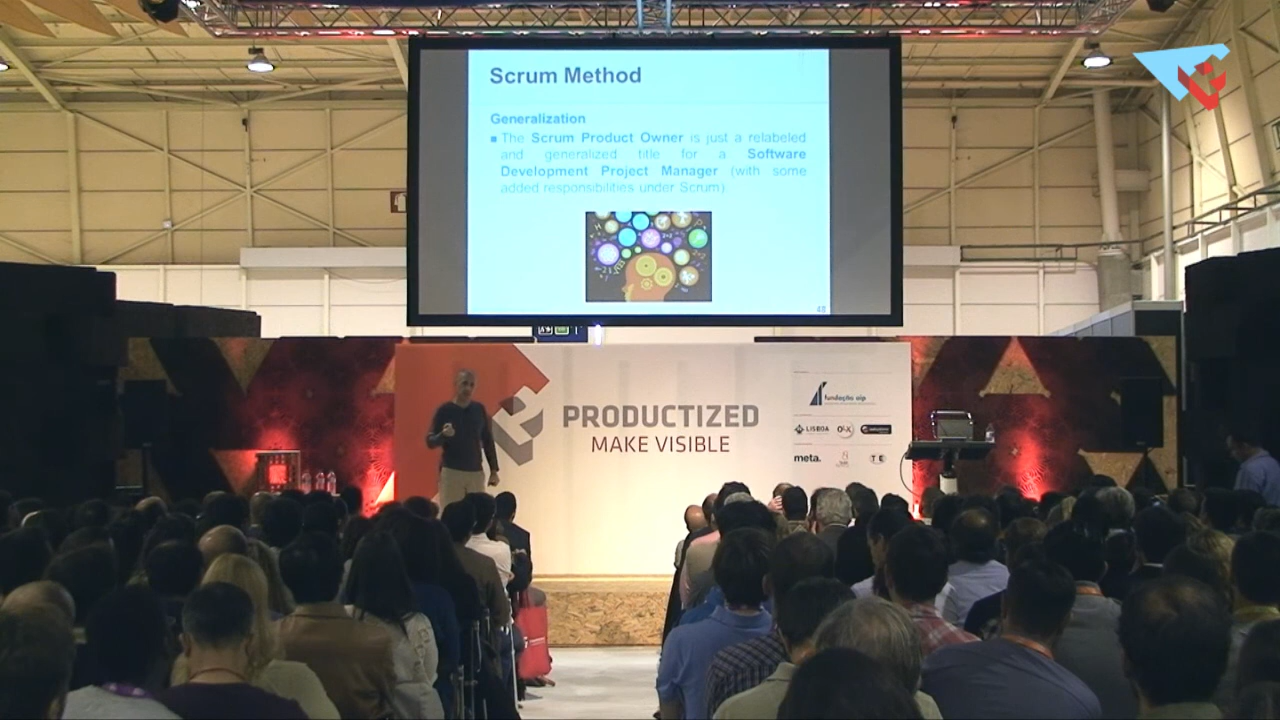 Scrum Method
Generalization
■ The Scrum Product Owner is just a relabeled
and generalized title for a Software
Development Project Manager (with some
added responsibilities under Scrum).
48
PRODUCTIZED
MAKE VISIBLE
fundação aip
LISBOA
OLX
meta.